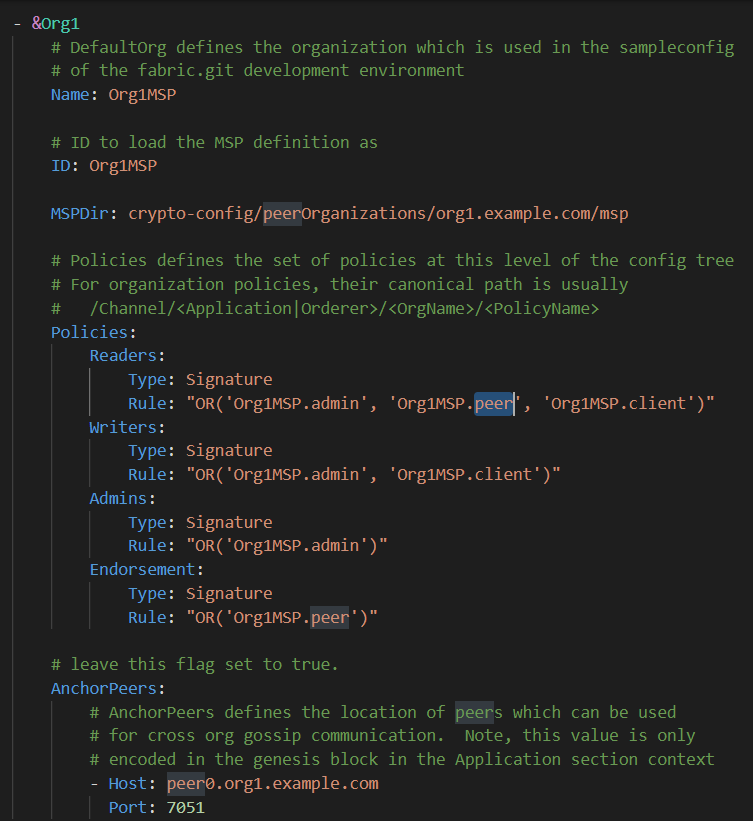 - &Org1
# DefaultOrg defines the organization which is used in the sampleconfig
# of the fabric.git development environment
Name: Org1MSP
# ID to load the MSP definition as
ID: Org1MSP
MSPDir: crypto-config/peerOrganizations/org1.example.com/msp
# Policies defines the set of policies at this level of the config tree
# For organization policies, their canonical path is usually
#   /Channel/<Application|Orderer>/<OrgName>/<PolicyName>
Policies:
Readers:
Type: Signature
Rule: "OR('Org1MSP.admin', 'Org1MSP.peer', 'Org1MSP.client')"
Writers:
Type: Signature
Rule: "OR('Org1MSP.admin', 'Org1MSP.client')"
Admins:
Type: Signature
Rule: "OR('Org1MSP.admin')"
Endorsement:
Type: Signature
Rule: "OR('Org1MSP.peer')"
# leave this flag set to true.
AnchorPeers:
# AnchorPeers defines the location of peers which can be used
# for cross org gossip communication.  Note, this value is only
# encoded in the genesis block in the Application section context
- Host: peer0.org1.example.com
Port: 7051